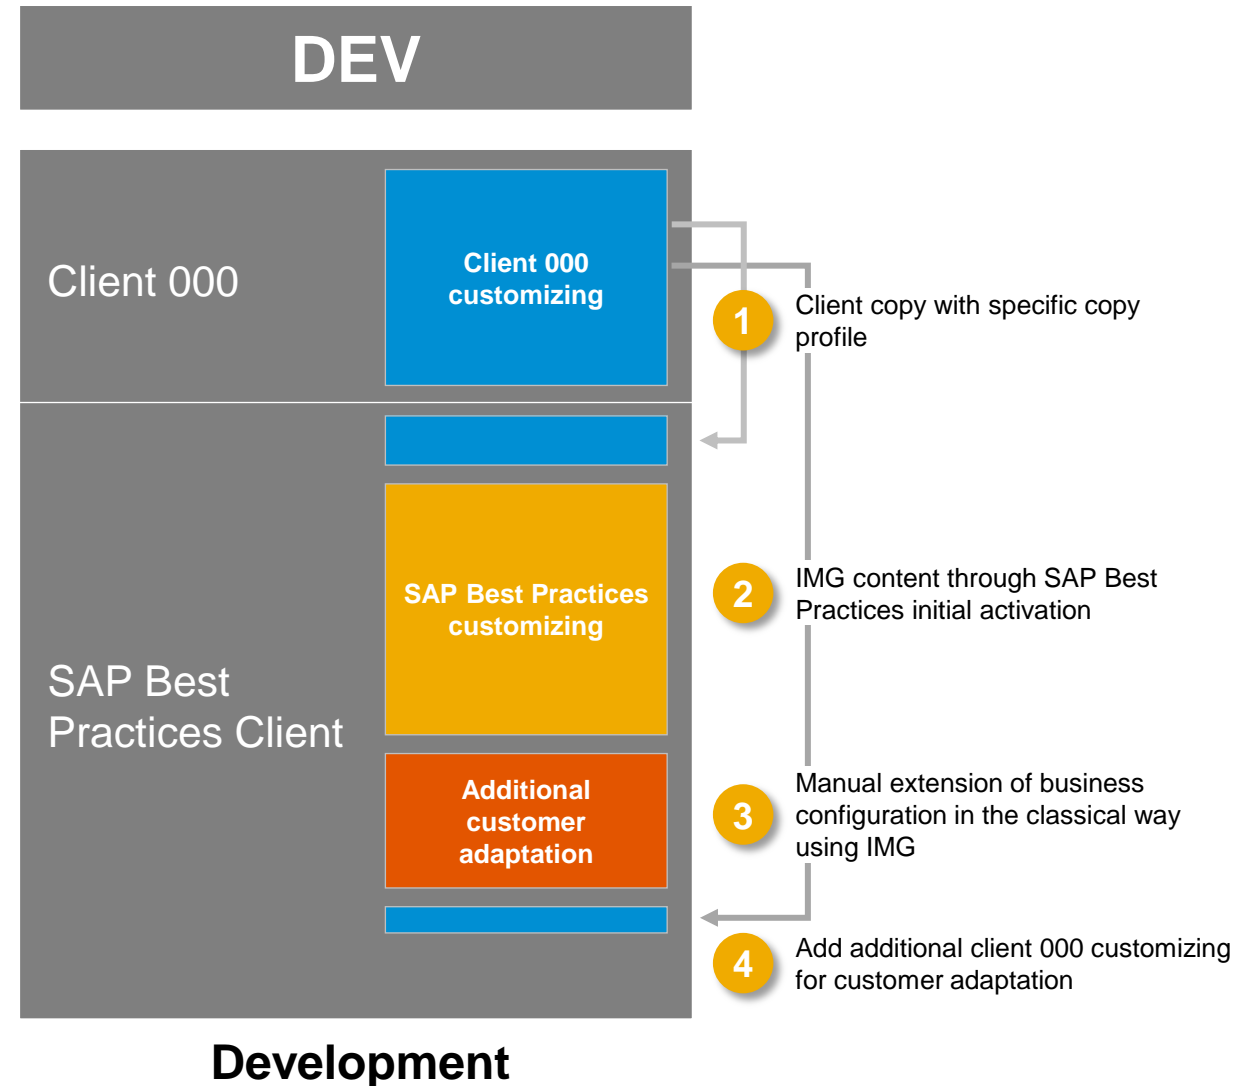 DEV
Client 000
Client 000
customizing
1
Client copy with specific copy
profile
SAP Best
Practices Client
SAP Best Practices
customizing
2
IMG content through SAP Best
Practices initial activation
Additional
customer
adaptation
3
Manual extension of business
configuration in the classical way
using IMG
4
Add additional client 000 customizing
for customer adaptation
Development